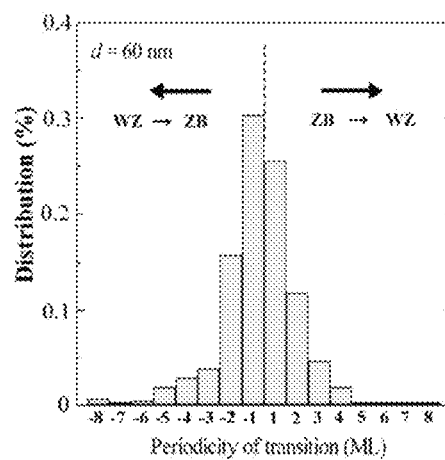 0.4
d = 60 nm
WZ → ZB
ZB → WZ
0.3
0.2
0.1
0
Distribution (%)
-8 -7 -6 -5 -4 -3 -2 -1 1 2 3 4 5 6 7 8
Periodicity of transition (ML)